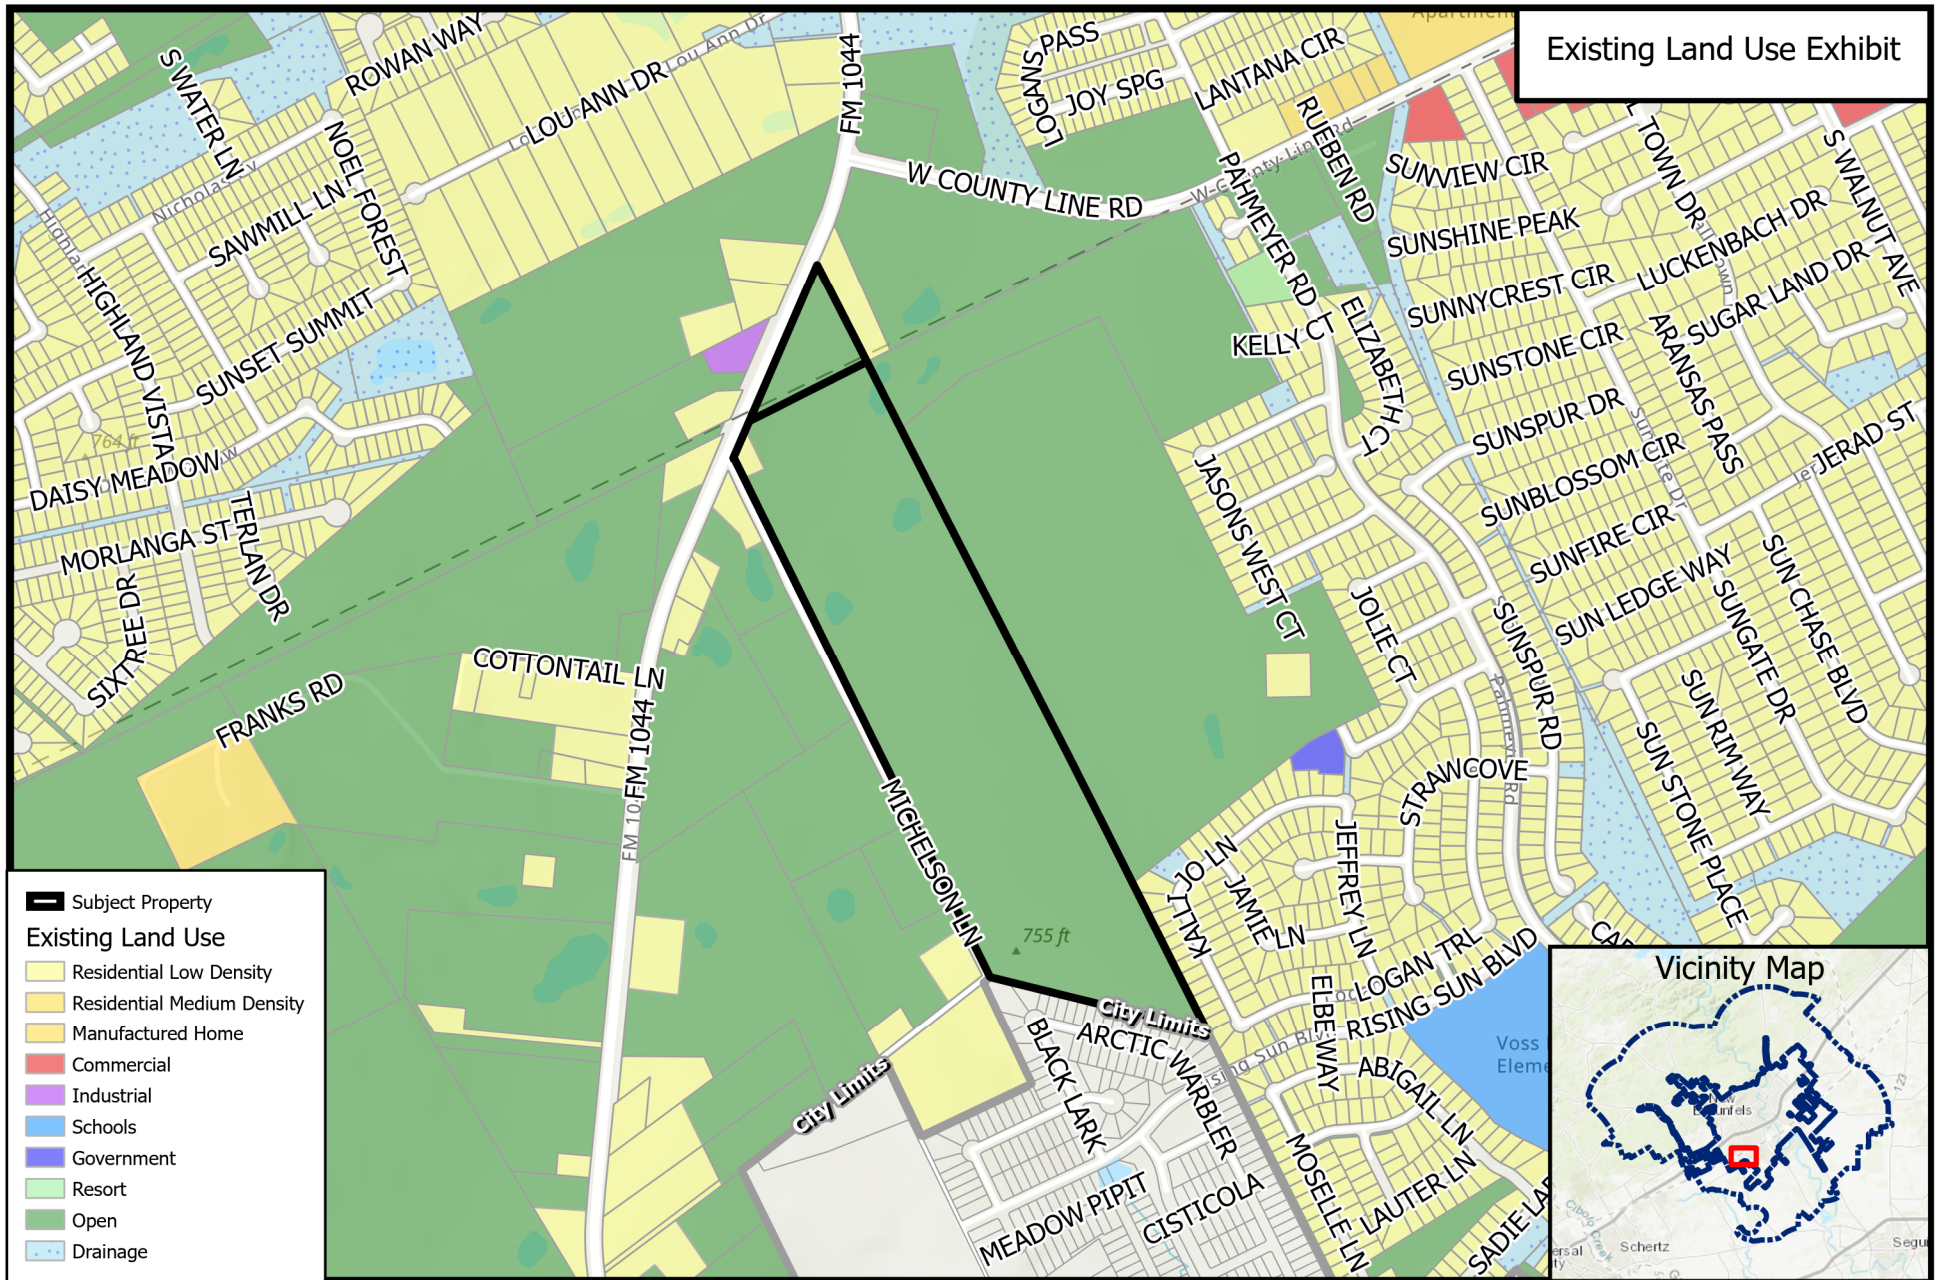 Existing Land Use Exhibit
S WATER LN
ROWAN WAY
Lou Ann Dr
LOU ANN DR
FM 1044
LOGANS PASS
JOY SPG
LANTANA CIR
RUEBEN RD
W COUNTY LINE RD
W County Line Rd
PAHMEYER RD
SUNVIEW CIR
S WALNUT AVE
NOEL FOREST
SAWMILL LN
HIGHLAND VISTA
SUNSET SUMMIT
SUNSHINE PEAK
LUCKENBACH DR
SUNNYCREST CIR
SUGAR LAND DR
KELLY CT
ELIZABETH CT
SUNSTONE CIR
ARANSAS PASS
SUNSPUR DR
764 ft
DAISY MEADOW
JASONS WEST CT
SUNBLOSSOM CIR
JERAD ST
MORLANGA ST
TERLAN DR
SUNFIRE CIR
SUN LEDGE WAY
SUN CHASE BLVD
SIXTREE DR
JOLIE CT
SUNSPUR RD
SUNGATE DR
COTTONTAIL LN
FRANKS RD
FM 1044
SUN RIM WAY
SUN STONE PLACE
STRAWCOVE
MICHELSON LN
JO LN
KALLI
JAMIE LN
JEFFREY LN
755 ft
LOGAN TRL
RISING SUN BLVD
ELBE WAY
City Limits
City Limits
ARCTIC WARBLER
BLACK LARK
ABIGAIL LN
MOSELLE LN
LAUTER LN
MEADOW PIPIT
CISTICOLA
Voss
Subject Property
Existing Land Use
Residential Low Density
Residential Medium Density
Manufactured Home
Commercial
Industrial
Schools
Government
Resort
Open
Drainage
Vicinity Map
New
Schertz